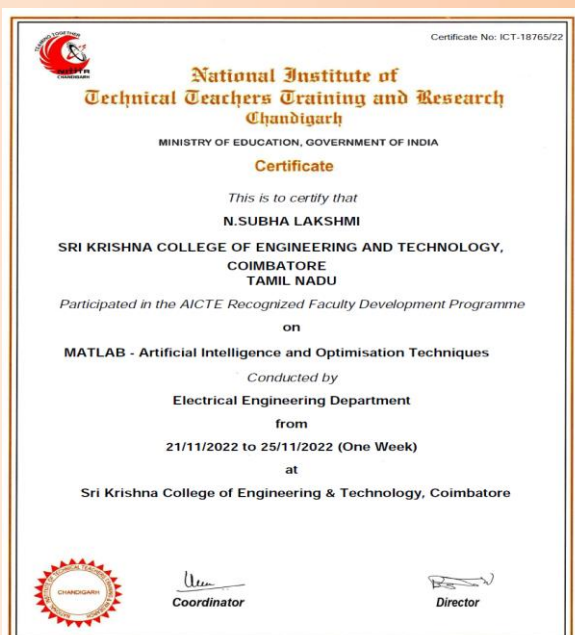 Certificate No: ICT-18765/22
National Institute of
Technical Teachers Training and Research
Chandigarh
MINISTRY OF EDUCATION, GOVERNMENT OF INDIA
Certificate
This is to certify that
N.SUBHA LAKSHMI
SRI KRISHNA COLLEGE OF ENGINEERING AND TECHNOLOGY,
COIMBATORE
TAMIL NADU
Participated in the AICTE Recognized Faculty Development Programme
on
MATLAB - Artificial Intelligence and Optimisation Techniques
Conducted by
Electrical Engineering Department
from
21/11/2022 to 25/11/2022 (One Week)
at
Sri Krishna College of Engineering & Technology, Coimbatore
CHANDIGARH
Coordinator
Director